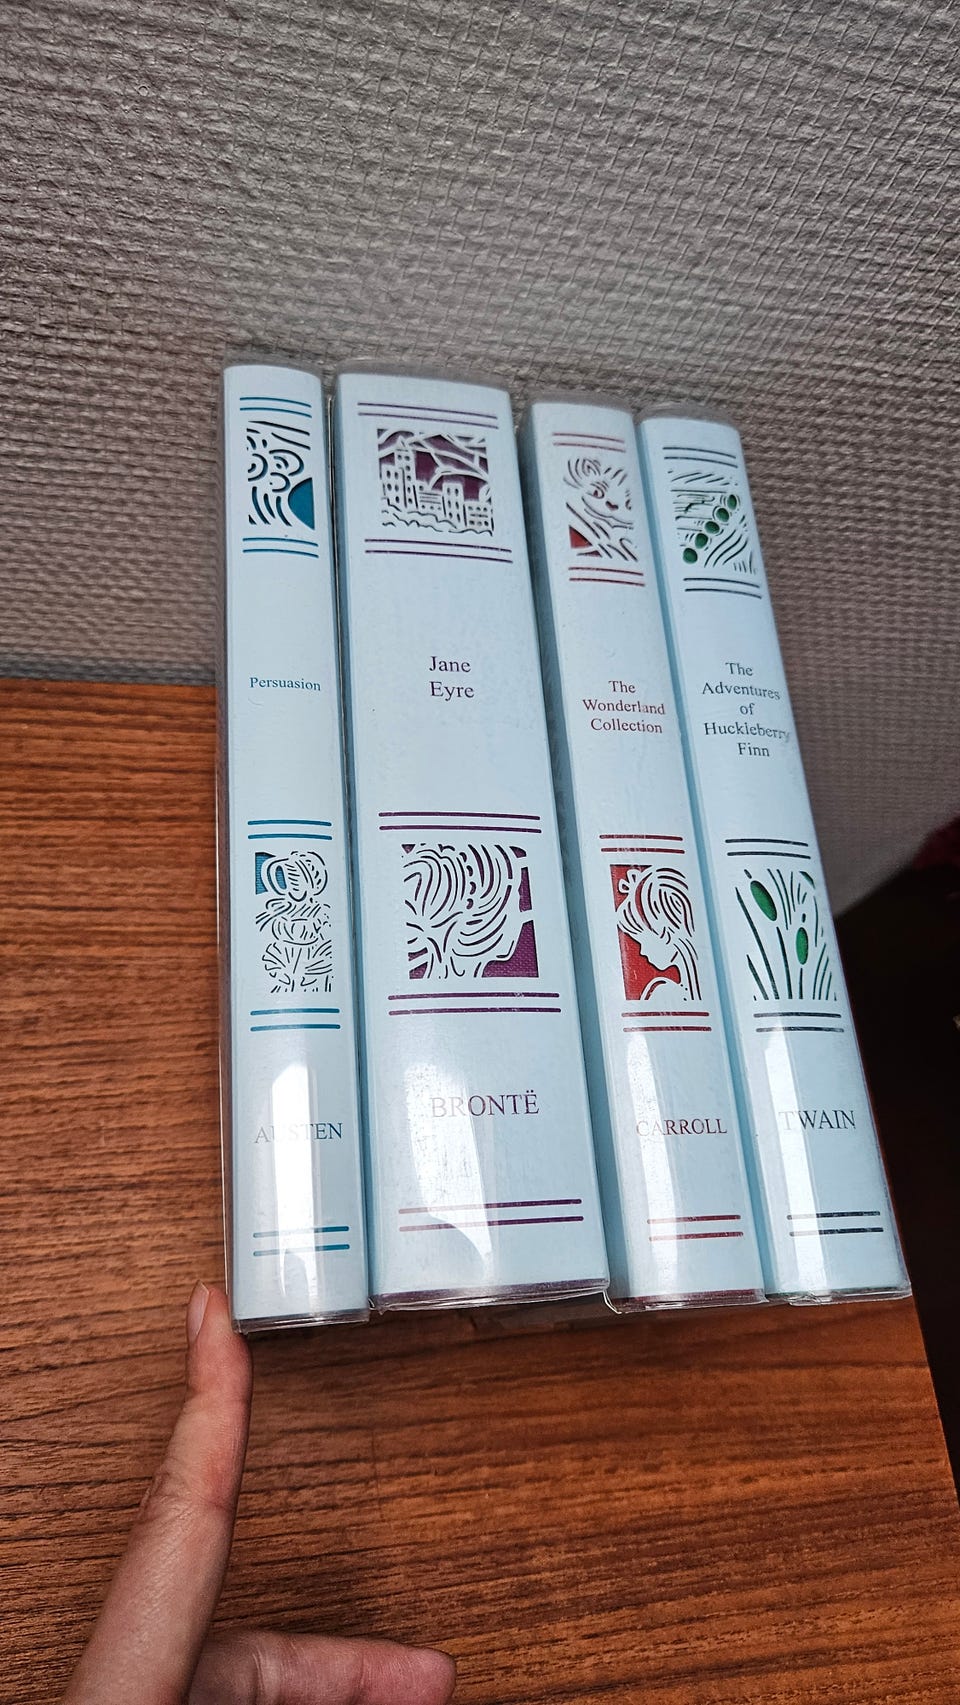 Persuasion
AUSTEN
Jane
Eyre
BRONTË
The
Wonderland
Collection
CARROLL
The
Adventures
of
Huckleberry
Finn
TWAIN